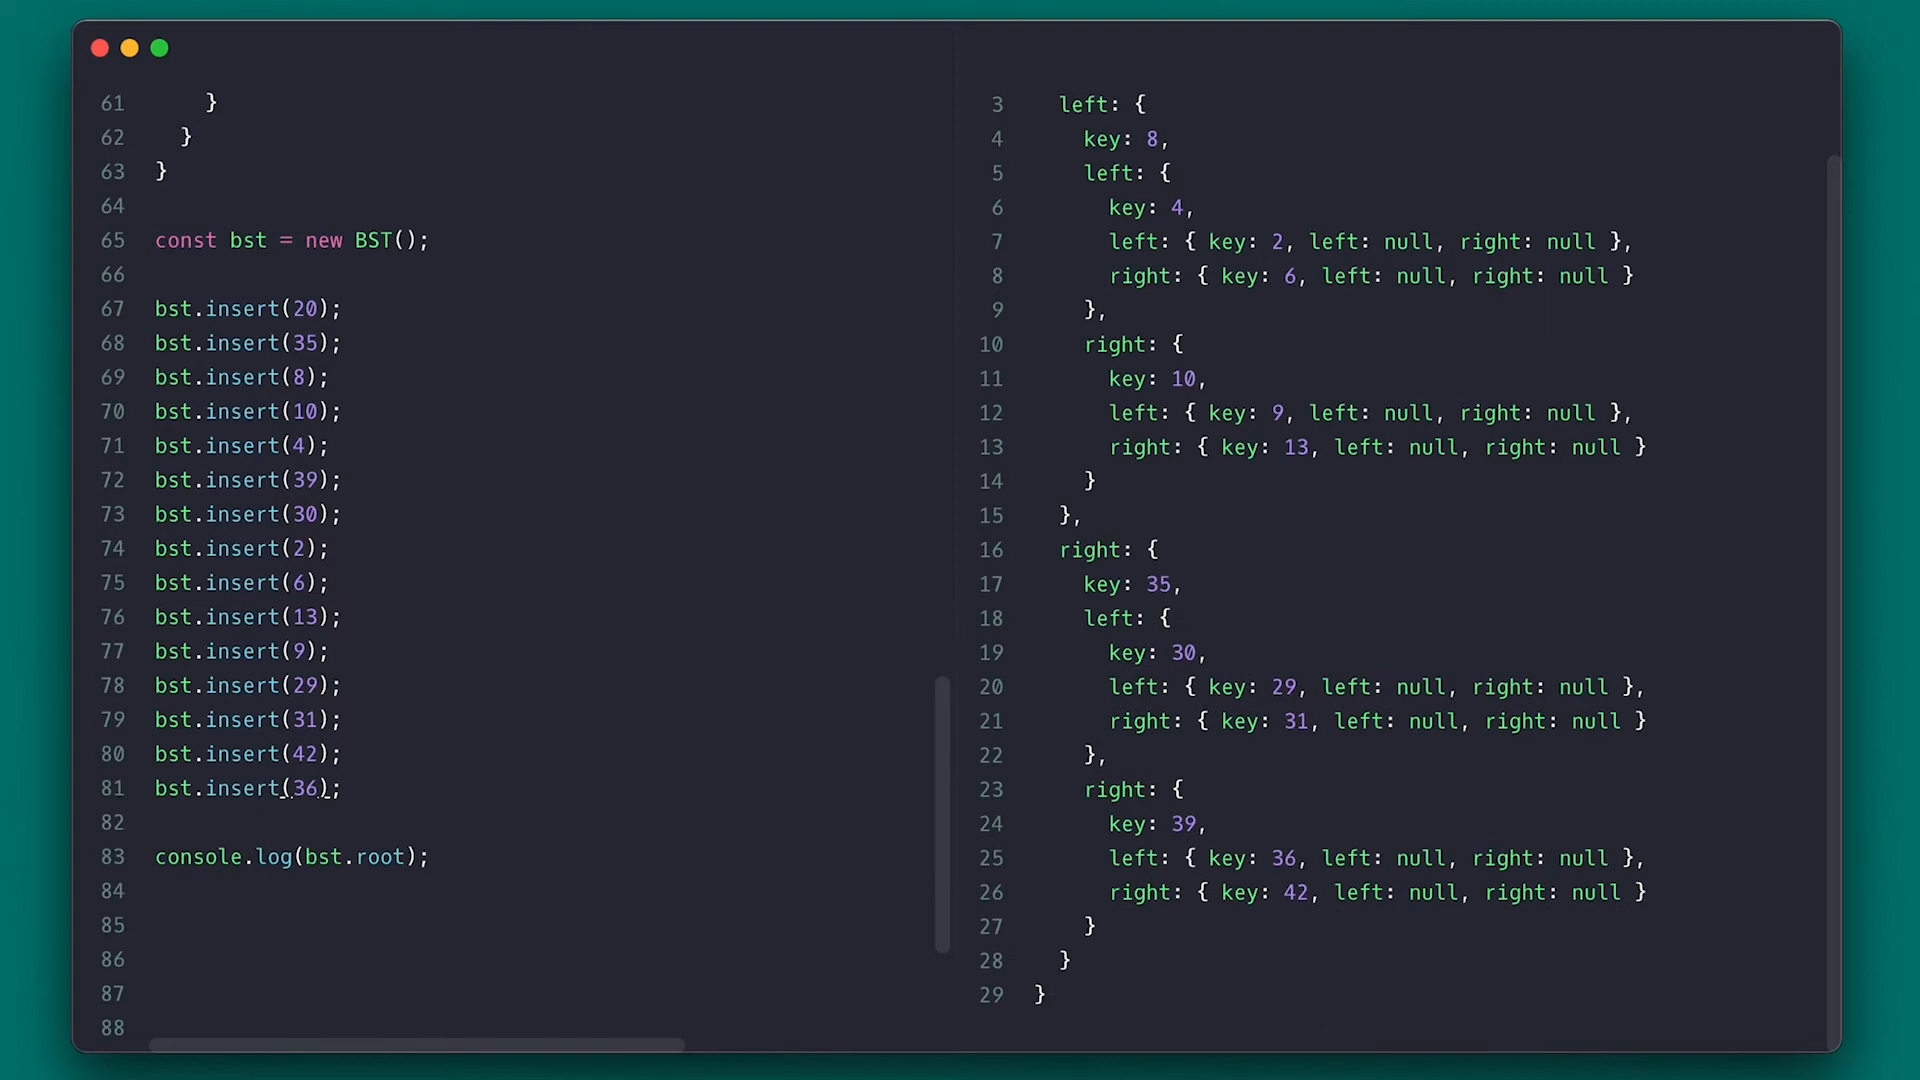 61       }
62     }
63   }
64
65   const bst = new BST();
66
67   bst.insert(20);
68   bst.insert(35);
69   bst.insert(8);
70   bst.insert(10);
71   bst.insert(4);
72   bst.insert(39);
73   bst.insert(30);
74   bst.insert(2);
75   bst.insert(6);
76   bst.insert(13);
77   bst.insert(9);
78   bst.insert(29);
79   bst.insert(31);
80   bst.insert(42);
81   bst.insert(36);
82
83   console.log(bst.root);
84
85
86
87
88
3     left: {
4       key: 8,
5       left: {
6         key: 4,
7         left: { key: 2, left: null, right: null },
8         right: { key: 6, left: null, right: null }
9       },
10      right: {
11        key: 10,
12        left: { key: 9, left: null, right: null },
13        right: { key: 13, left: null, right: null }
14      }
15    },
16    right: {
17      key: 35,
18      left: {
19        key: 30,
20        left: { key: 29, left: null, right: null },
21        right: { key: 31, left: null, right: null }
22      },
23      right: {
24        key: 39,
25        left: { key: 36, left: null, right: null },
26        right: { key: 42, left: null, right: null }
27      }
28    }
29  }